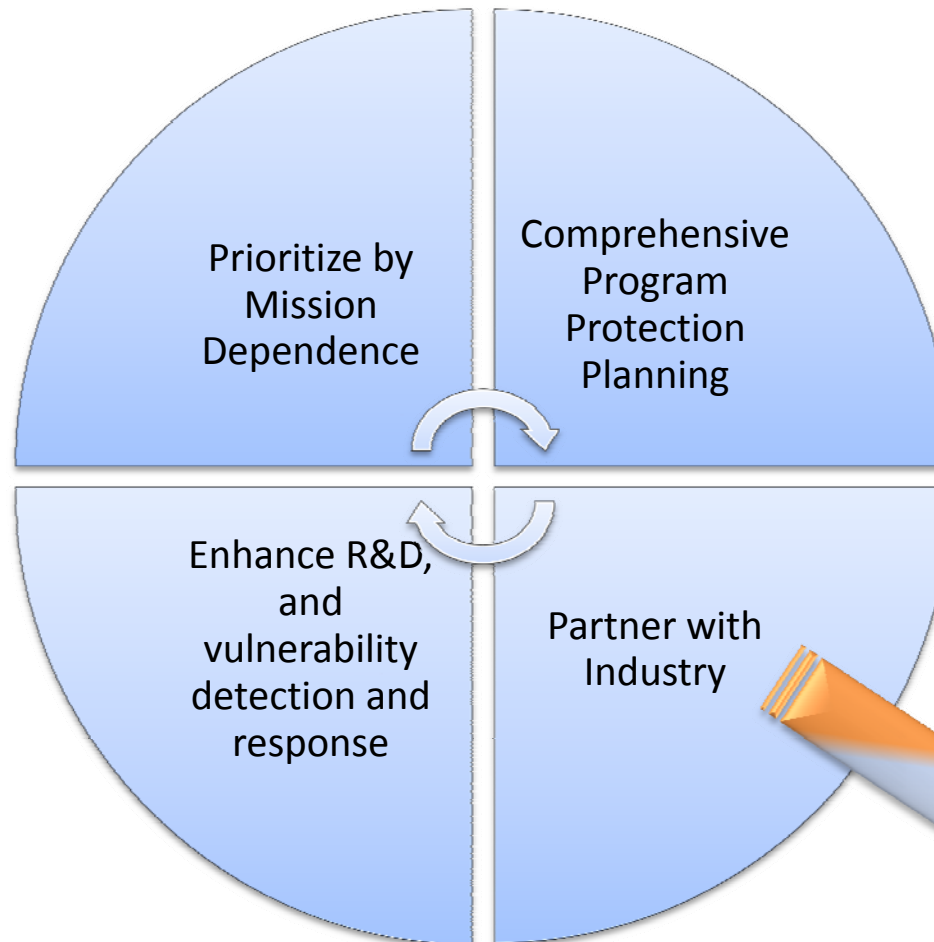 Prioritize by
Mission
Dependence
Comprehensive
Program
Protection
Planning
Enhance R&D,
and
vulnerability
detection and
response
Partner with
Industry